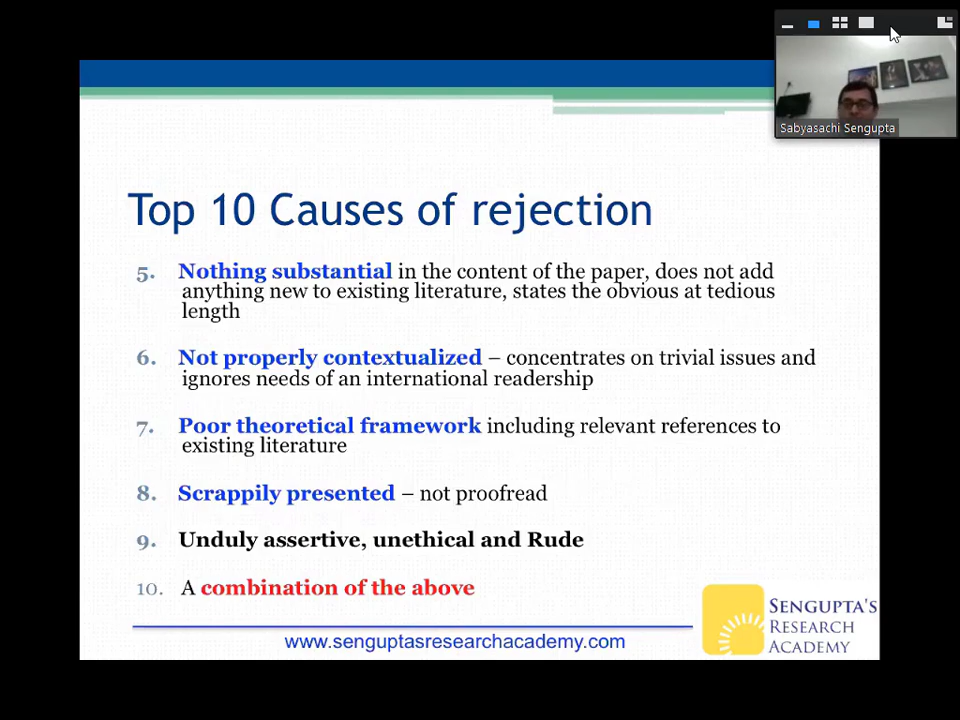 Sabyasachi Sengupta
Top 10 Causes of rejection
5. Nothing substantial in the content of the paper, does not add
anything new to existing literature, states the obvious at tedious
length
6. Not properly contextualized – concentrates on trivial issues and
ignores needs of an international readership
7. Poor theoretical framework including relevant references to
existing literature
8. Scrappily presented – not proofread
9. Unduly assertive, unethical and Rude
10. A combination of the above
www.senguptasresearchacademy.com
SENGUPTA'S
RESEARCH
ACADEMY